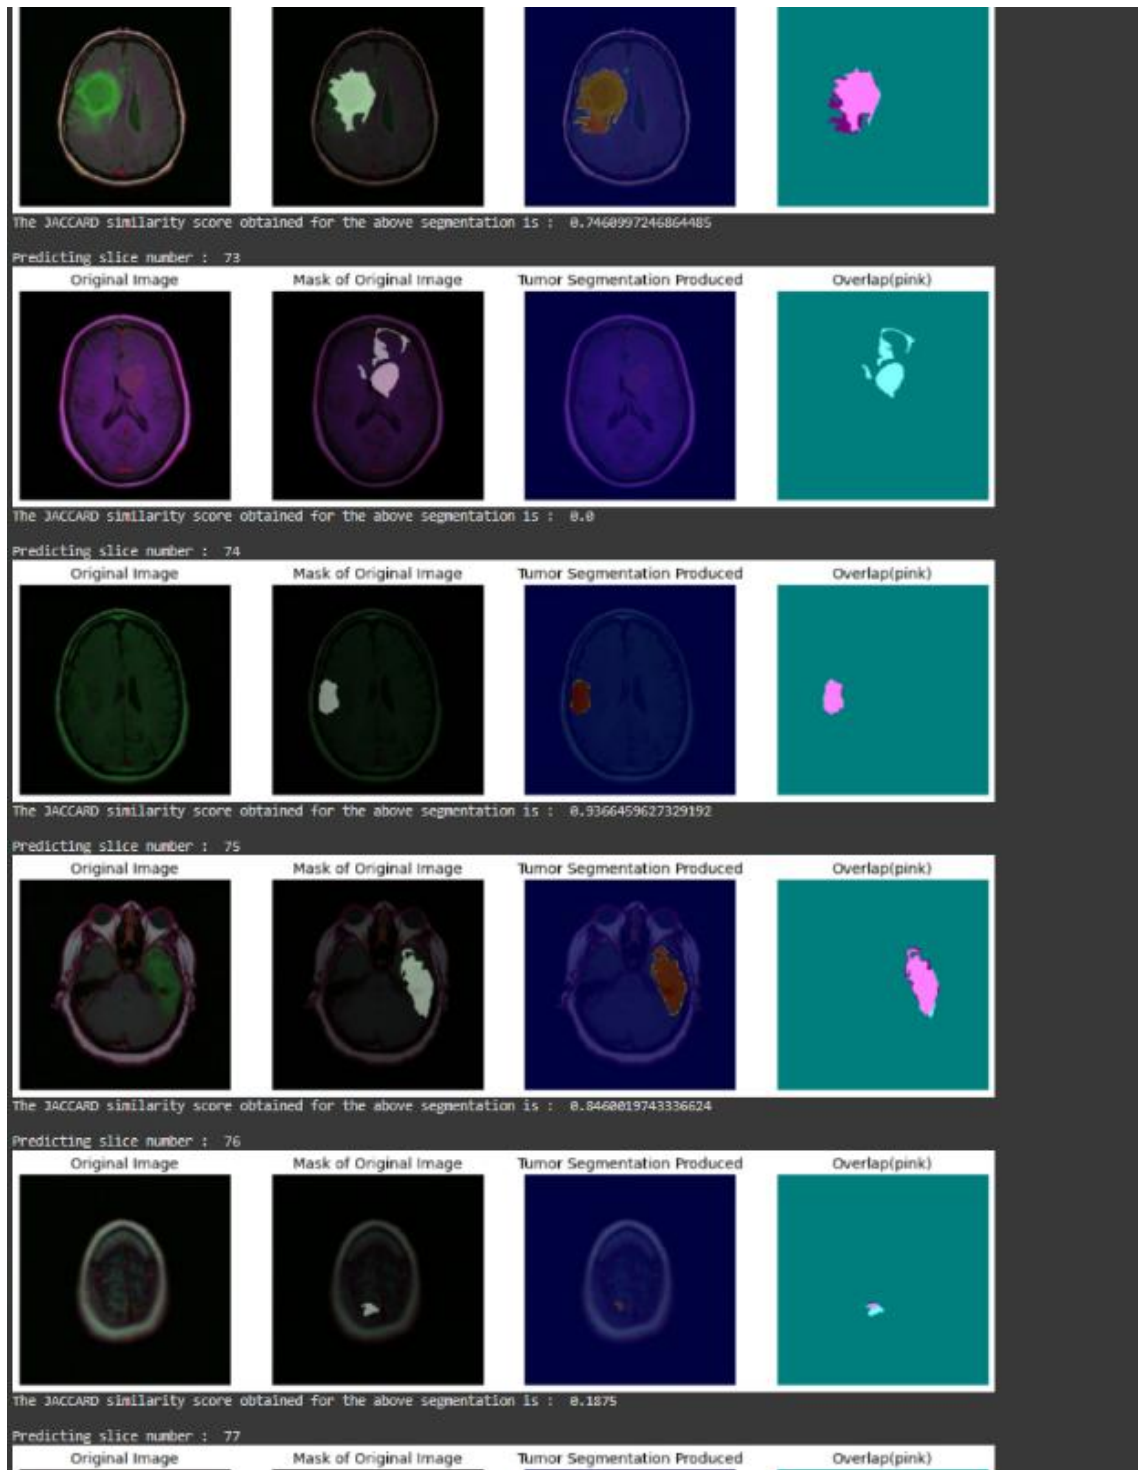 The JACCARD similarity score obtained for the above segmentation is :  0.7460997246864485
Predicting slice number :  73
Original Image Mask of Original Image Tumor Segmentation Produced Overlap(pink)
The JACCARD similarity score obtained for the above segmentation is :  0.0
Predicting slice number :  74
Original Image Mask of Original Image Tumor Segmentation Produced Overlap(pink)
The JACCARD similarity score obtained for the above segmentation is :  0.9366459627329192
Predicting slice number :  75
Original Image Mask of Original Image Tumor Segmentation Produced Overlap(pink)
The JACCARD similarity score obtained for the above segmentation is :  0.8460019743336624
Predicting slice number :  76
Original Image Mask of Original Image Tumor Segmentation Produced Overlap(pink)
The JACCARD similarity score obtained for the above segmentation is :  0.1875
Predicting slice number :  77
Original Image Mask of Original Image Tumor Segmentation Produced Overlap(pink)